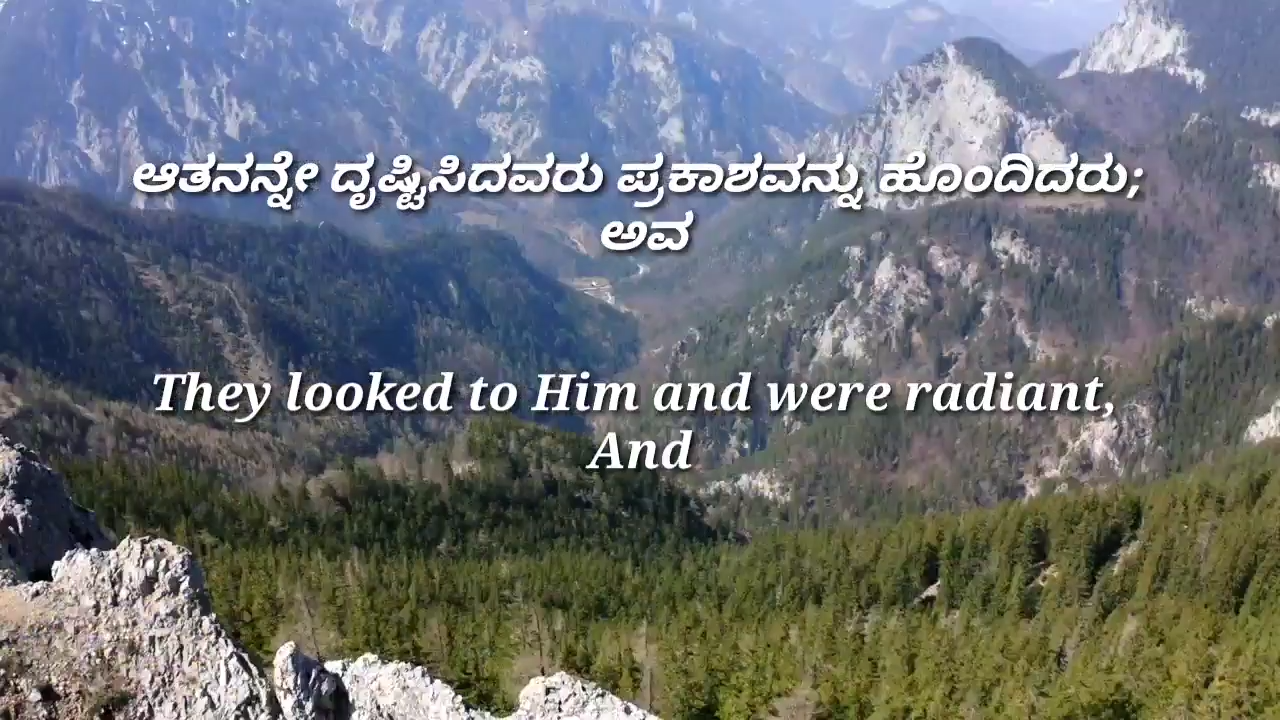 ಆತನನ್ನೇ ದೃಷ್ಟಿಸಿದವರು ಪ್ರಕಾಶವನ್ನು ಹೊಂದಿದರು;
ಅವ
They looked to Him and were radiant,
And